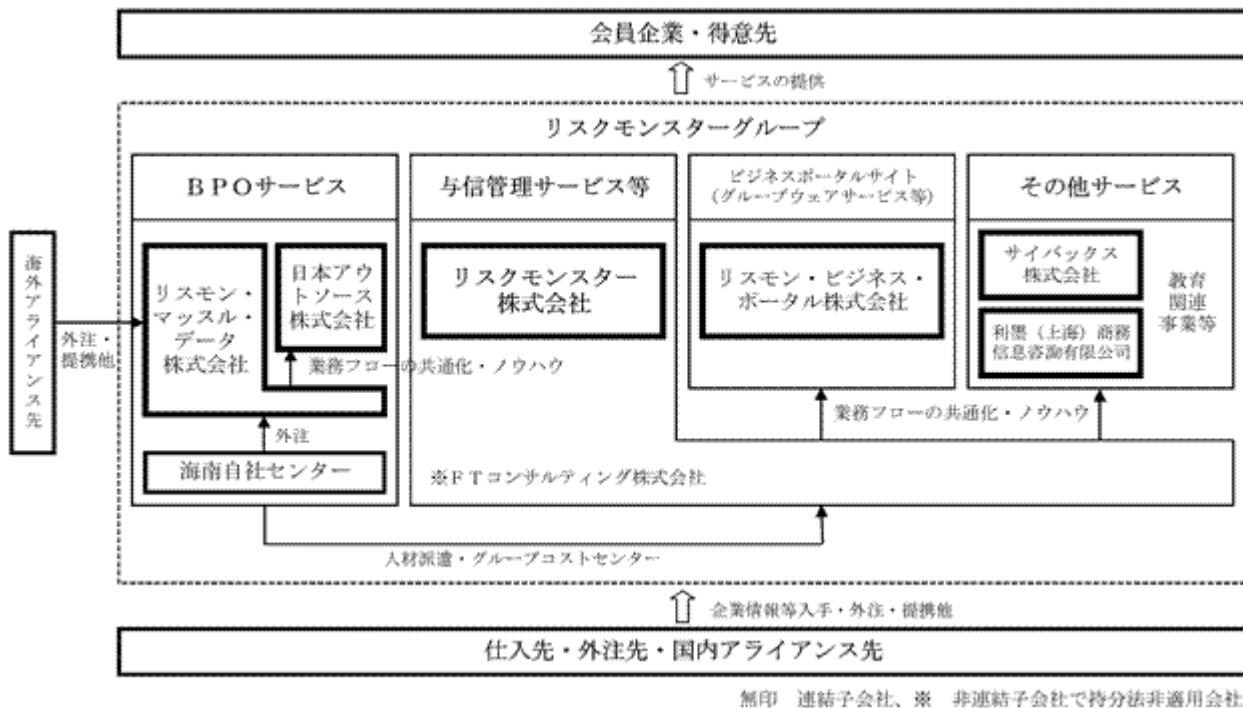 会員企業・得意先
サービスの提供
リスクモンスターグループ
BPOサービス
与信管理サービス等
ビジネスポータルサイト
(グループウェアサービス等)
その他サービス
海外アライアンス先
外注・
提携他
リスモン・
マッスル・
データ
株式会社
日本アウ
トソース
株式会社
業務フローの共通化・ノウハウ
外注
海南自社センター
リスクモンスター
株式会社
※FTコンサルティング株式会社
リスモン・ビジネス・
ポータル株式会社
サイバックス
株式会社
利墨（上海）商務
信息咨詢有限公司
教育
関連
事業等
業務フローの共通化・ノウハウ
人材派遣・グループコストセンター
企業情報等入手・外注・提携他
仕入先・外注先・国内アライアンス先
無印　連結子会社、※　非連結子会社で持分法非適用会社